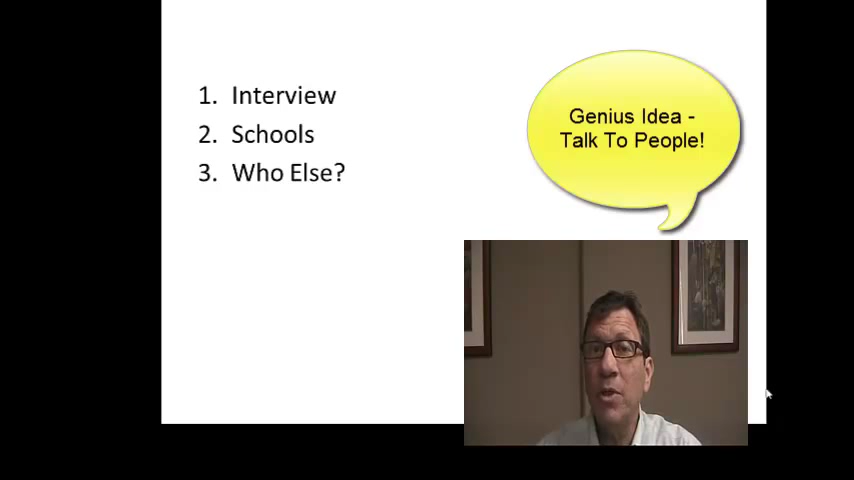 1. Interview
2. Schools
3. Who Else?
Genius Idea -
Talk To People!